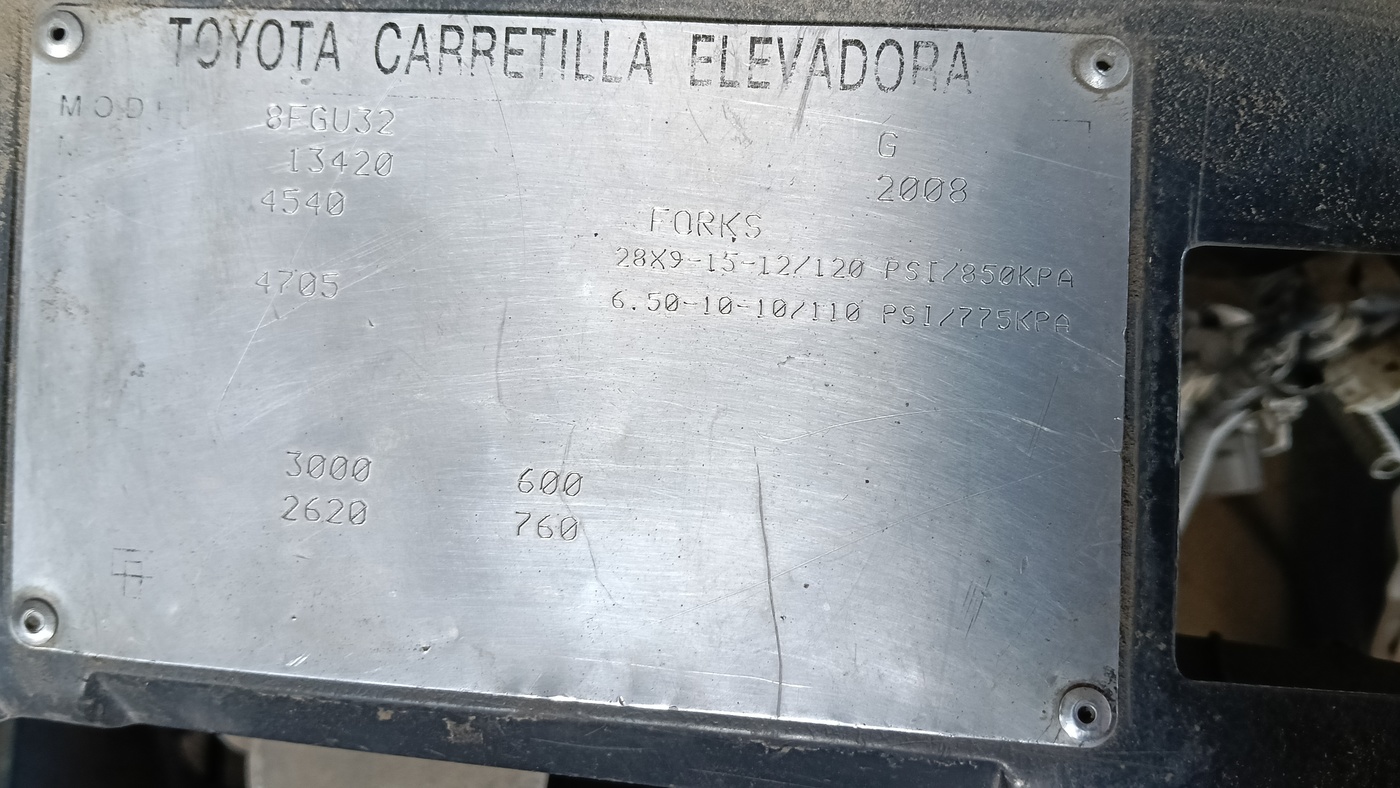 TOYOTA CARRETILLA ELEVADORA
MOD. 8FGU32 G
13420 2008
4540 FORKS
28X9-15-12/120 PSI/850KPA
4705 6.50-10-10/110 PSI/775KPA
3000 600
2620 760